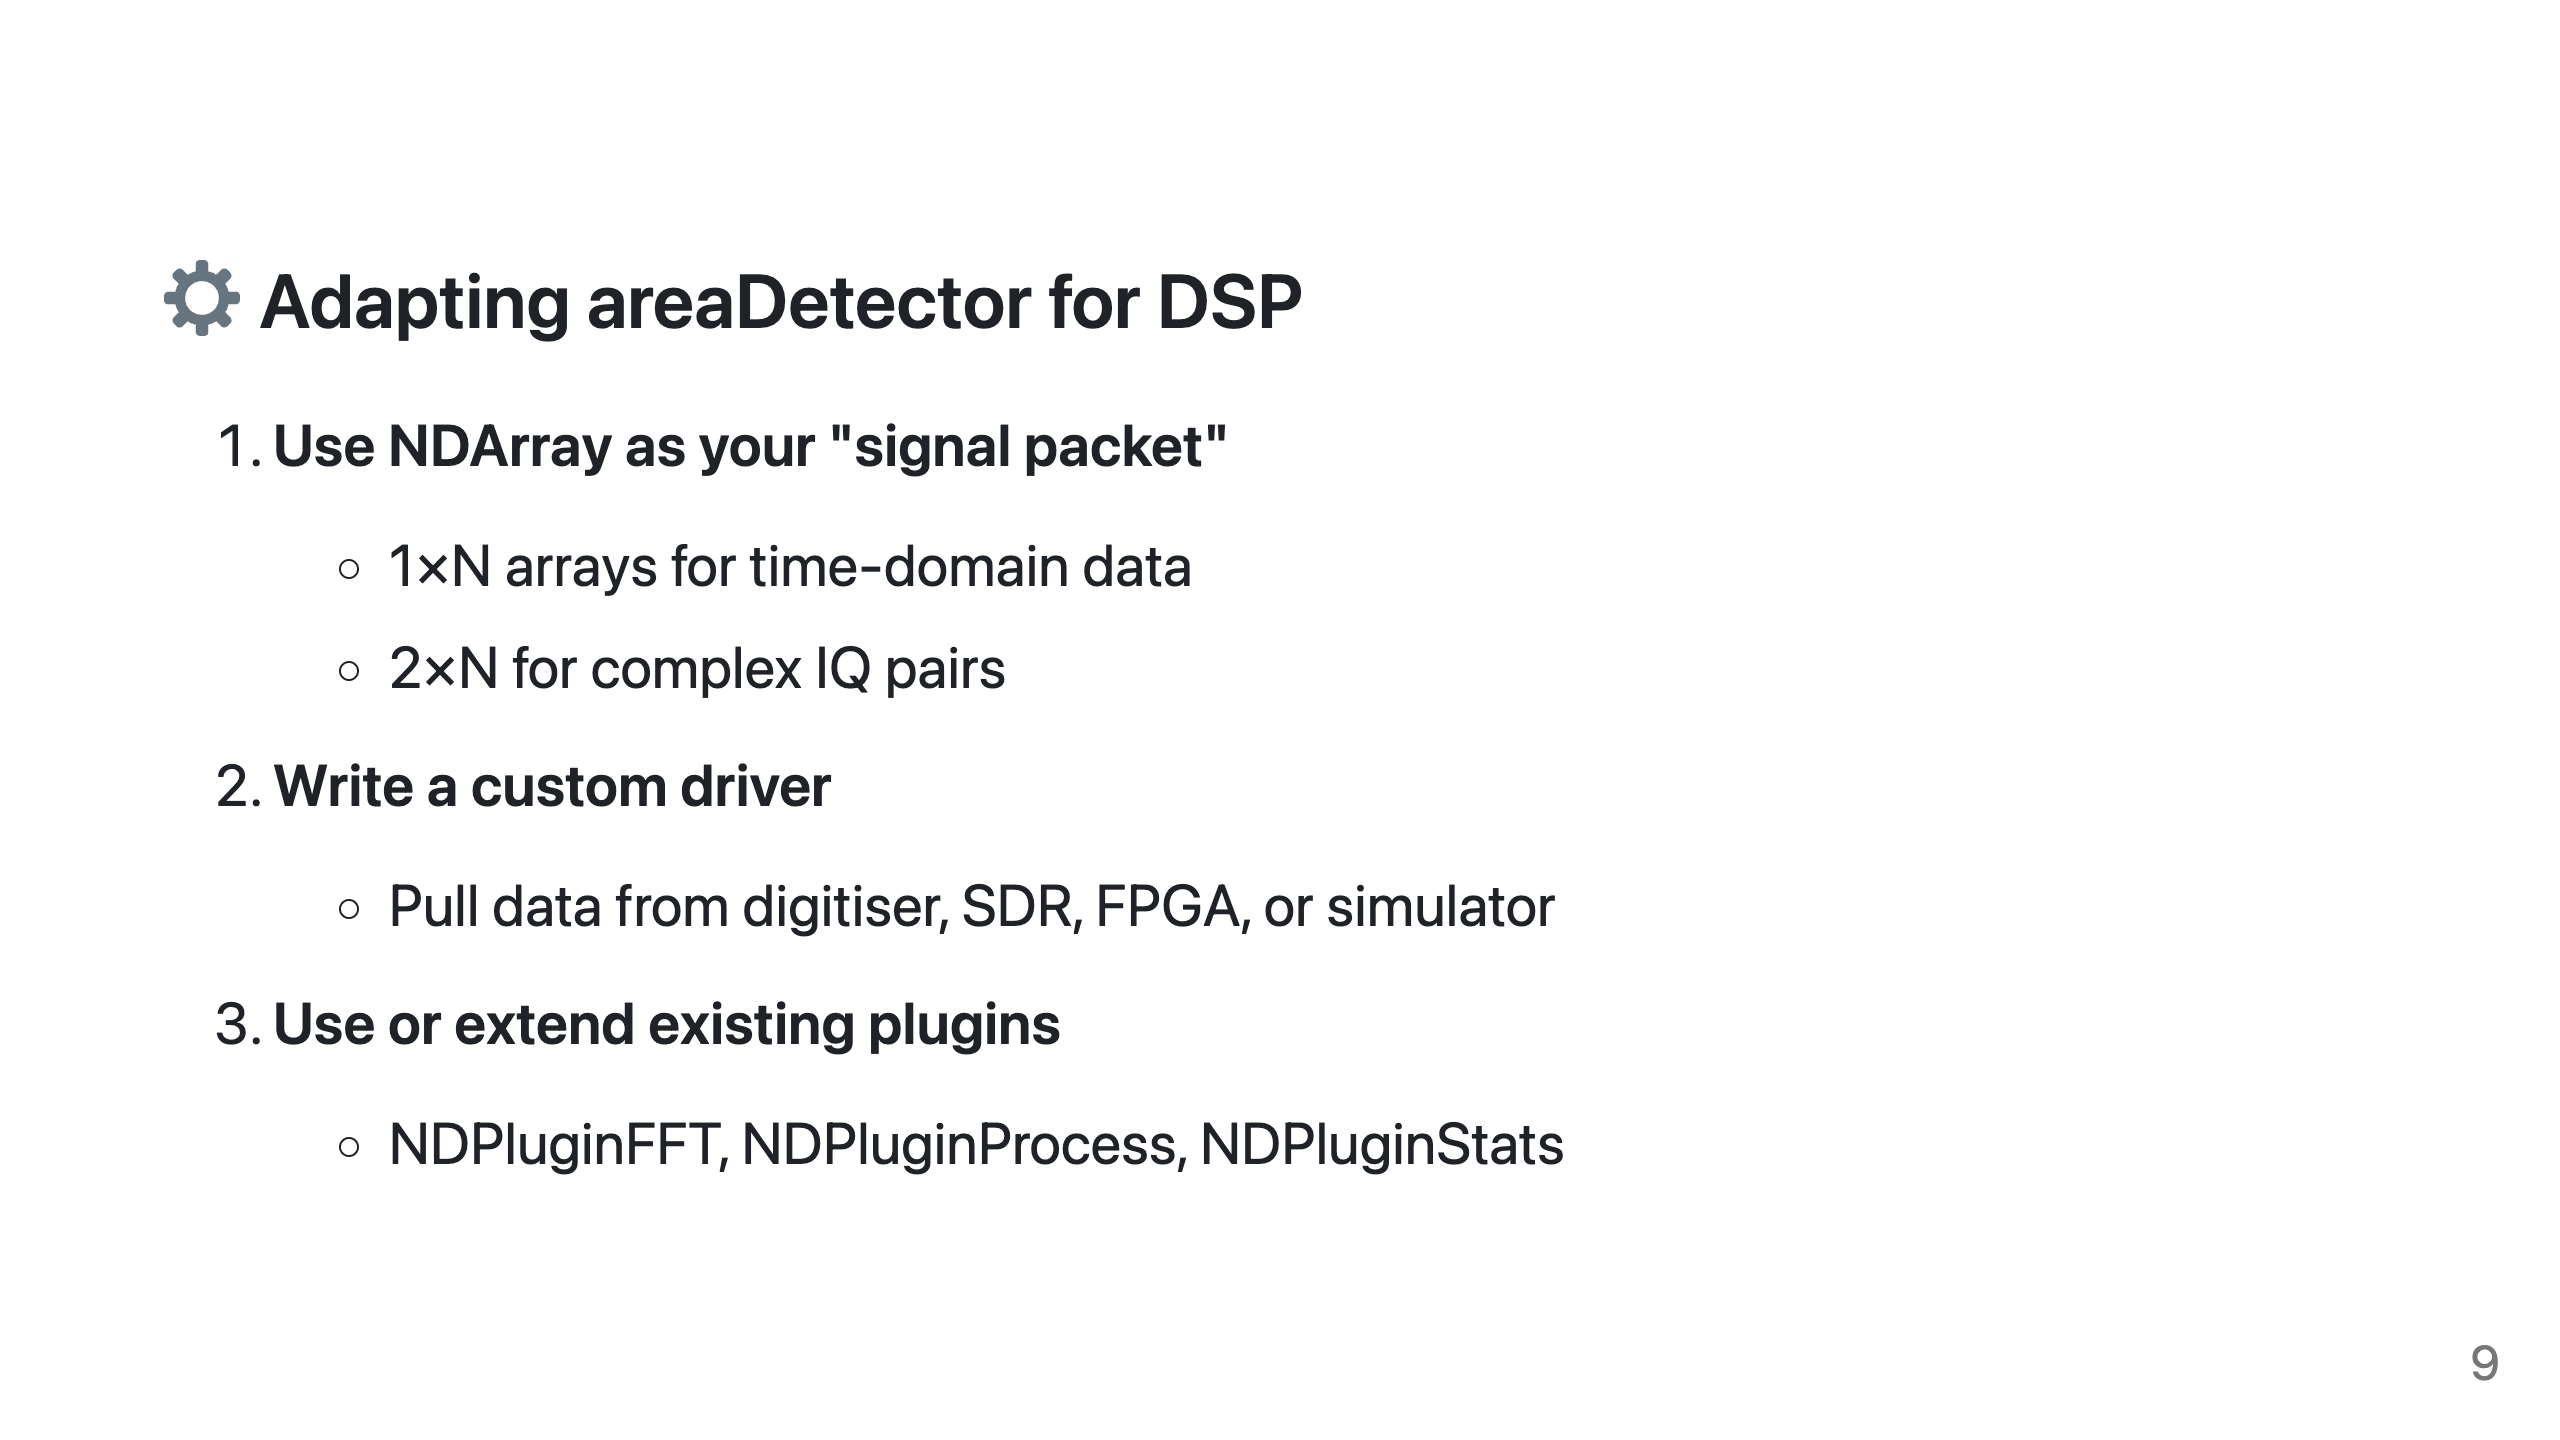 Adapting areaDetector for DSP
1. Use NDArray as your "signal packet"
1×N arrays for time-domain data
2×N for complex IQ pairs
2. Write a custom driver
Pull data from digitiser, SDR, FPGA, or simulator
3. Use or extend existing plugins
NDPluginFFT, NDPluginProcess, NDPluginStats
9